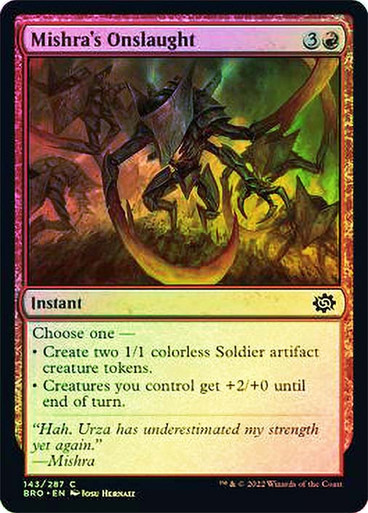 Mishra's Onslaught 3
Instant
Choose one —
• Create two 1/1 colorless Soldier artifact
creature tokens.
• Creatures you control get +2/+0 until
end of turn.
"Hah. Urza has underestimated my strength
yet again."
—Mishra
143/287 C
BRO • EN Josu Hernaiz
™ & © 2022 Wizards of the Coast